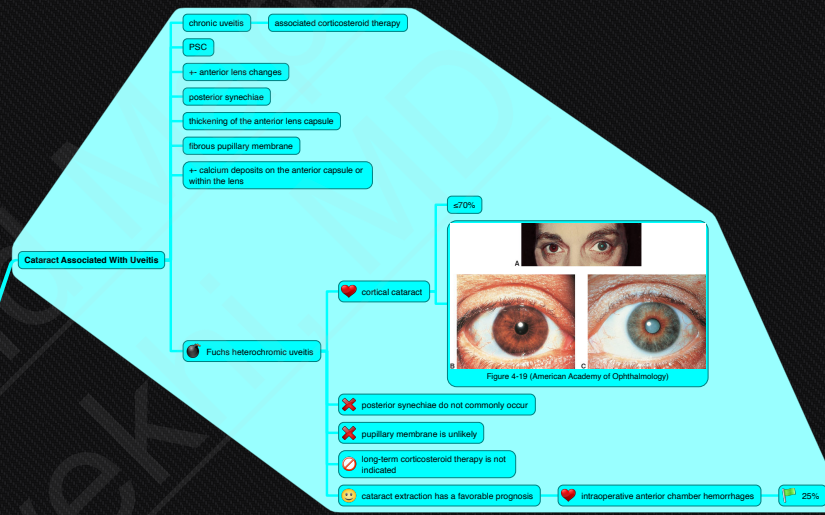 chronic uveitis
associated corticosteroid therapy
PSC
+- anterior lens changes
posterior synechiae
thickening of the anterior lens capsule
fibrous pupillary membrane
+- calcium deposits on the anterior capsule or
within the lens
Cataract Associated With Uveitis
Fuchs heterochromic uveitis
cortical cataract
≤70%
A
B
C
Figure 4-19 (American Academy of Ophthalmology)
posterior synechiae do not commonly occur
pupillary membrane is unlikely
long-term corticosteroid therapy is not
indicated
cataract extraction has a favorable prognosis
intraoperative anterior chamber hemorrhages
25%